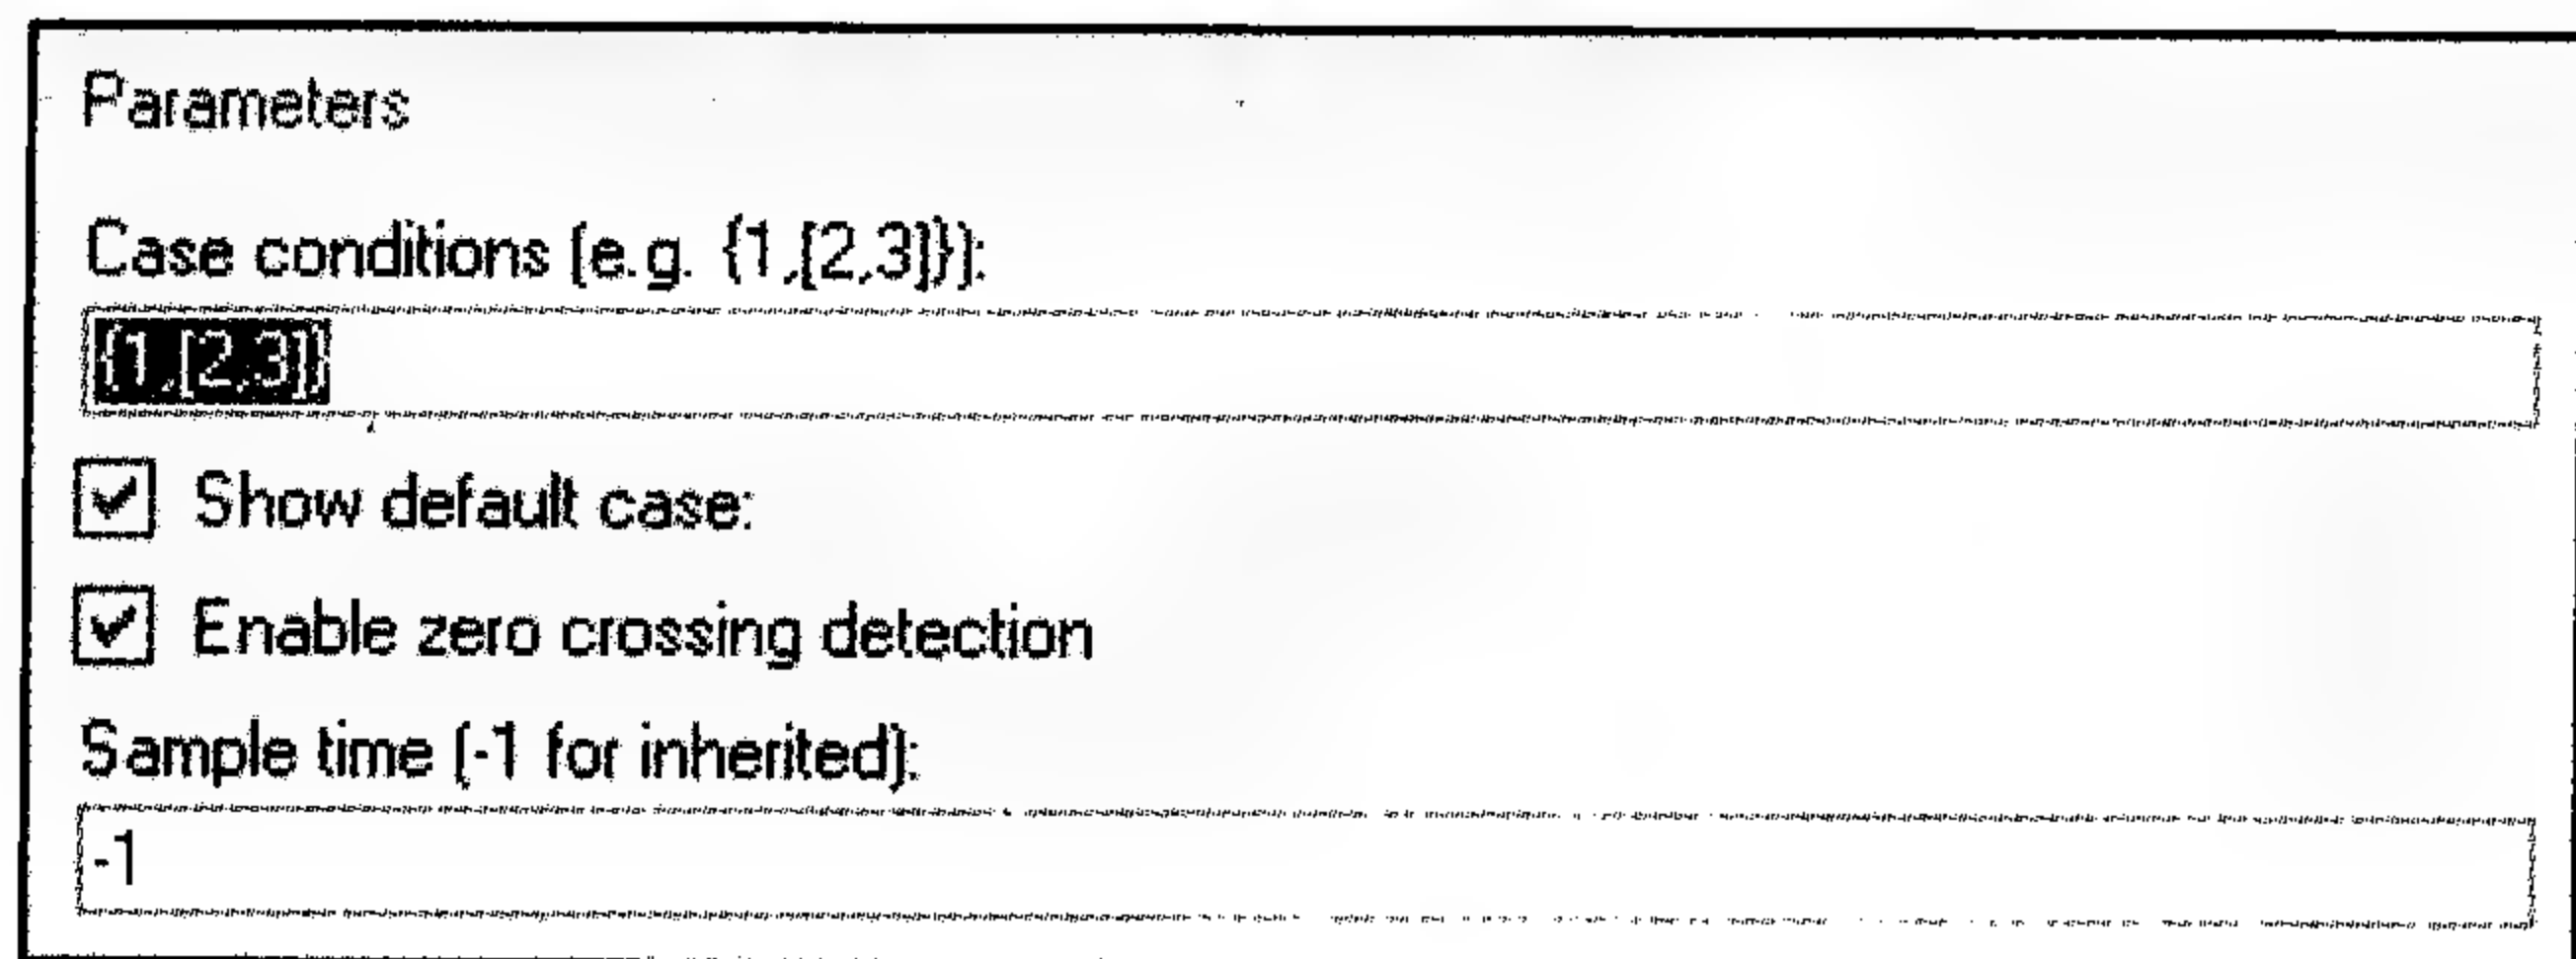 Parameters
Case conditions (e.g. {1,[2,3]}):
{1,[2,3]}
Show default case:
Enable zero crossing detection
Sample time (-1 for inherited):
-1